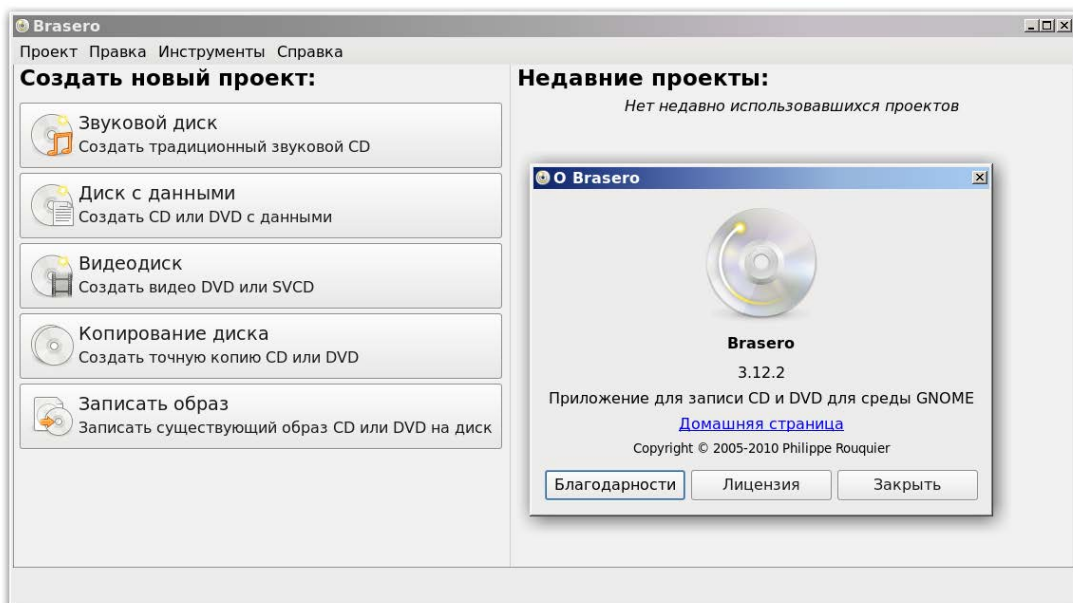 Brasero
Проект Правка Инструменты Справка
Создать новый проект:
Звуковой диск
Создать традиционный звуковой CD
Диск с данными
Создать CD или DVD с данными
Видеодиск
Создать видео DVD или SVCD
Копирование диска
Создать точную копию CD или DVD
Записать образ
Записать существующий образ CD или DVD на диск
Недавние проекты:
Нет недавно использовавшихся проектов
О Brasero
Brasero
3.12.2
Приложение для записи CD и DVD для среды GNOME
Домашняя страница
Copyright © 2005-2010 Philippe Rouquier
Благодарности Лицензия Закрыть